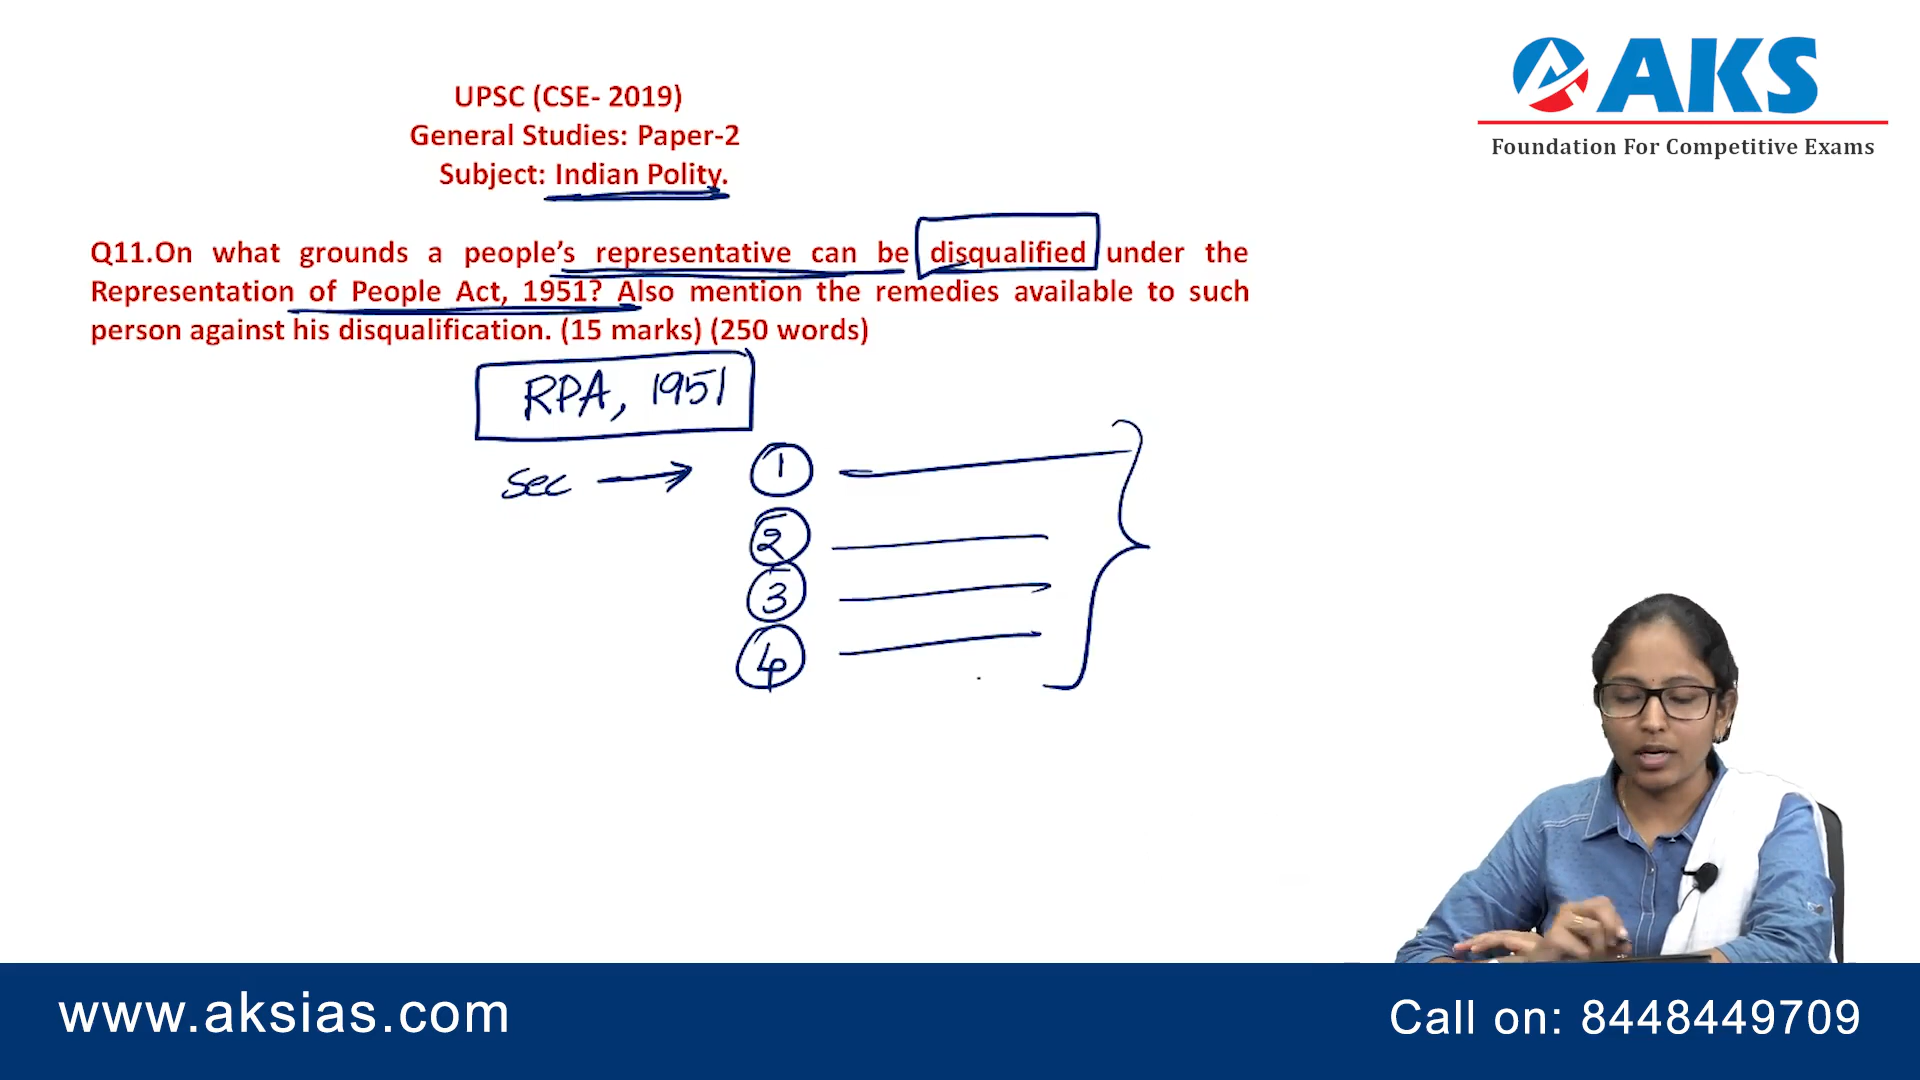 AKS
Foundation For Competitive Exams
UPSC (CSE- 2019)
General Studies: Paper-2
Subject: Indian Polity.
Q11.On what grounds a people's representative can be disqualified under the
Representation of People Act, 1951? Also mention the remedies available to such
person against his disqualification. (15 marks) (250 words)
RPA, 1951
Sec → 1
2
3
4
www.aksias.com
Call on: 8448449709